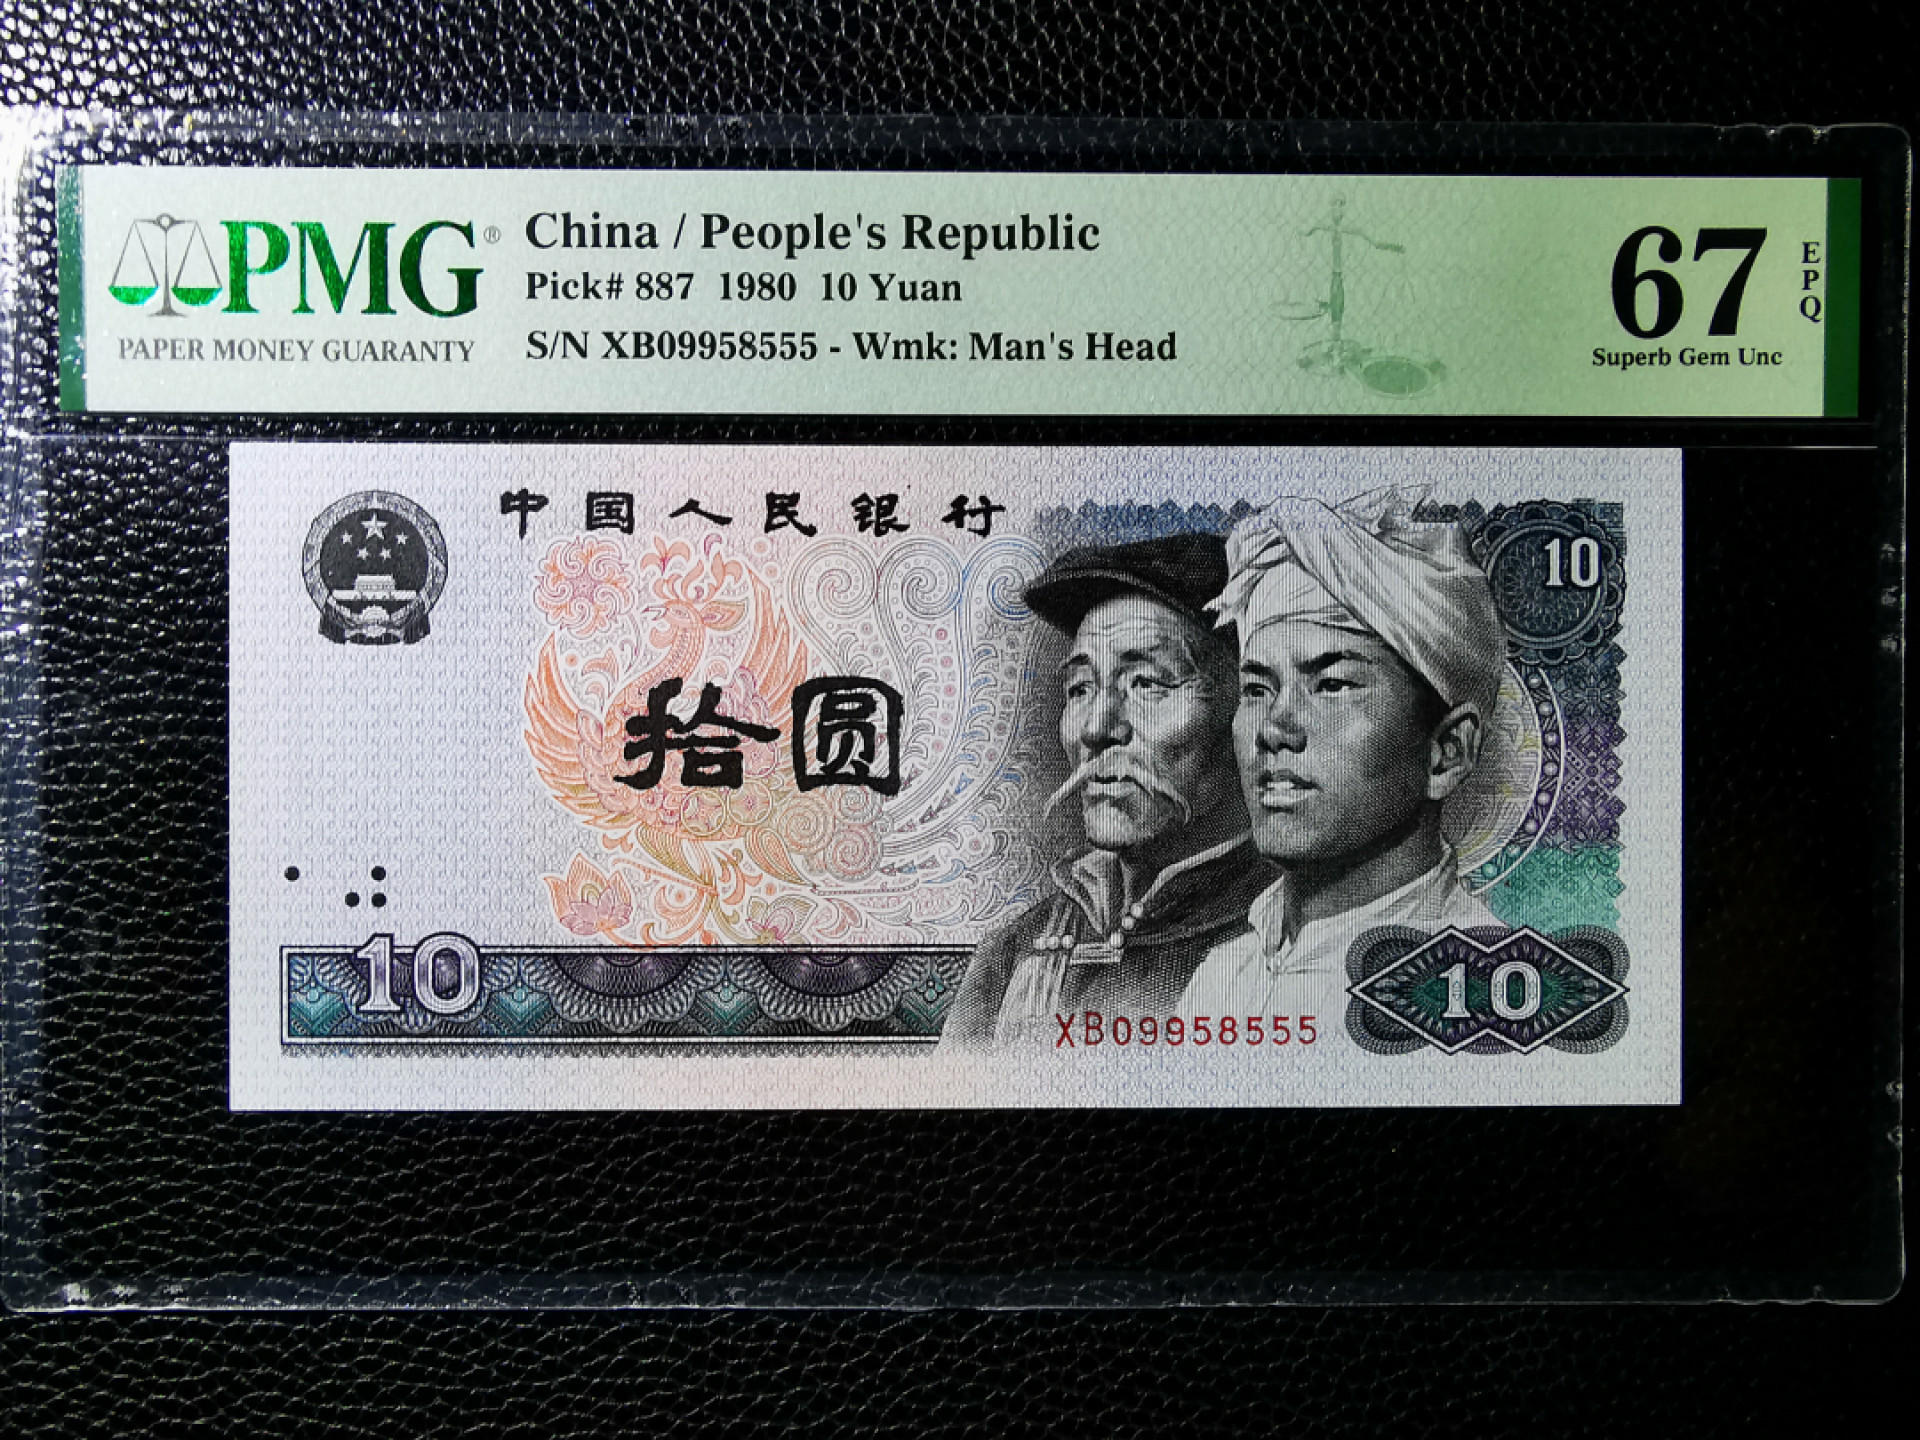 PMG®
PAPER MONEY GUARANTY
China / People's Republic
Pick# 887 1980 10 Yuan
S/N XB09958555 - Wmk: Man's Head
67
EPQ
Superb Gem Unc
中国人民银行
10
拾圆
10
XB09958555
10